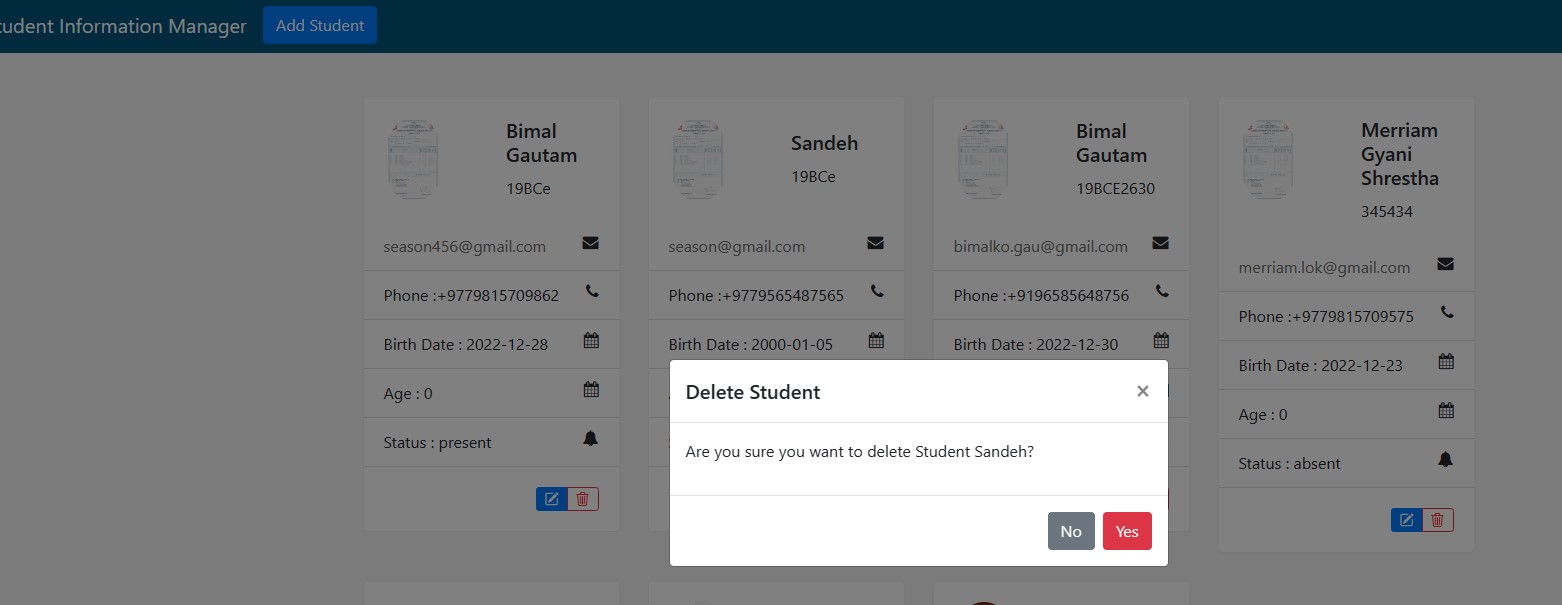 tudent Information Manager Add Student
Bimal
Gautam
19BCe
season456@gmail.com
Phone :+9779815709862
Birth Date : 2022-12-28
Age : 0
Status : present
Sandeh
19BCe
season@gmail.com
Phone :+9779565487565
Birth Date : 2000-01-05
Bimal
Gautam
19BCE2630
bimalko.gau@gmail.com
Phone :+9196585648756
Birth Date : 2022-12-30
Merriam
Gyani
Shrestha
345434
merriam.lok@gmail.com
Phone :+9779815709575
Birth Date : 2022-12-23
Age : 0
Status : absent
Delete Student ×
Are you sure you want to delete Student Sandeh?
No Yes